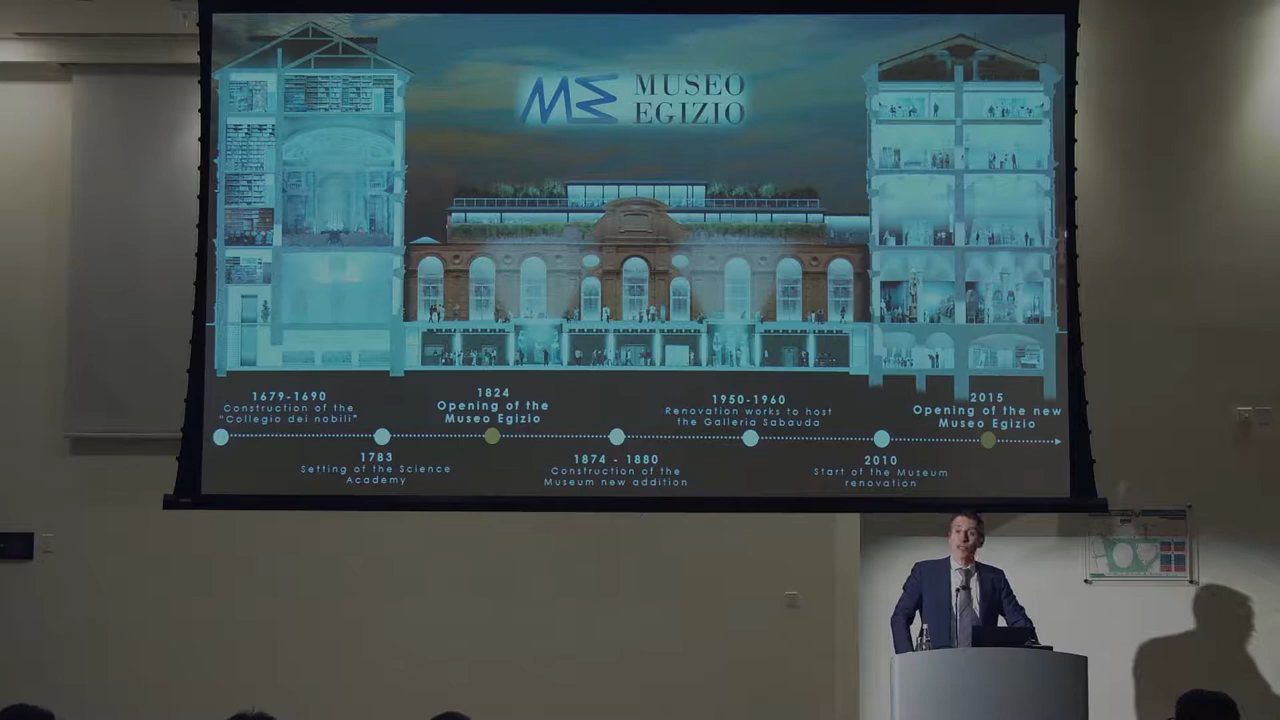 ME MUSEO
EGIZIO
1679-1690
Construction of the
"Collegio dei nobili"
1783
Setting of the Science
Academy
1824
Opening of the
Museo Egizio
1874 - 1880
Construction of the
Museum new addition
1950-1960
Renovation works to host
the Galleria Sabauda
2010
Start of the Museum
renovation
2015
Opening of the new
Museo Egizio